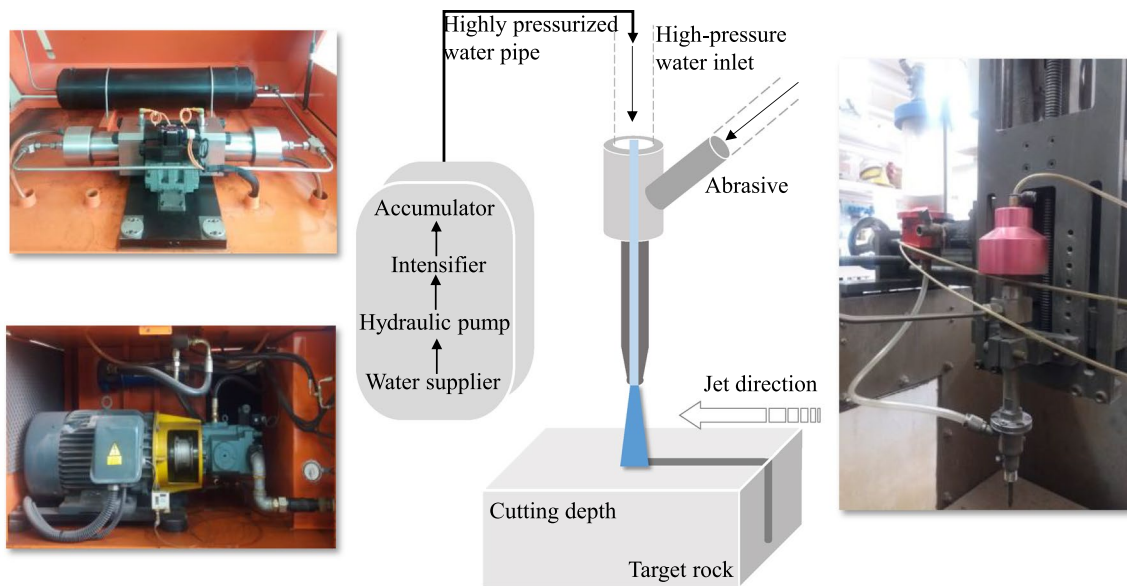 Highly pressurized
water pipe
High-pressure
water inlet
Abrasive
Accumulator
Intensifier
Hydraulic pump
Water supplier
Jet direction
Cutting depth
Target rock